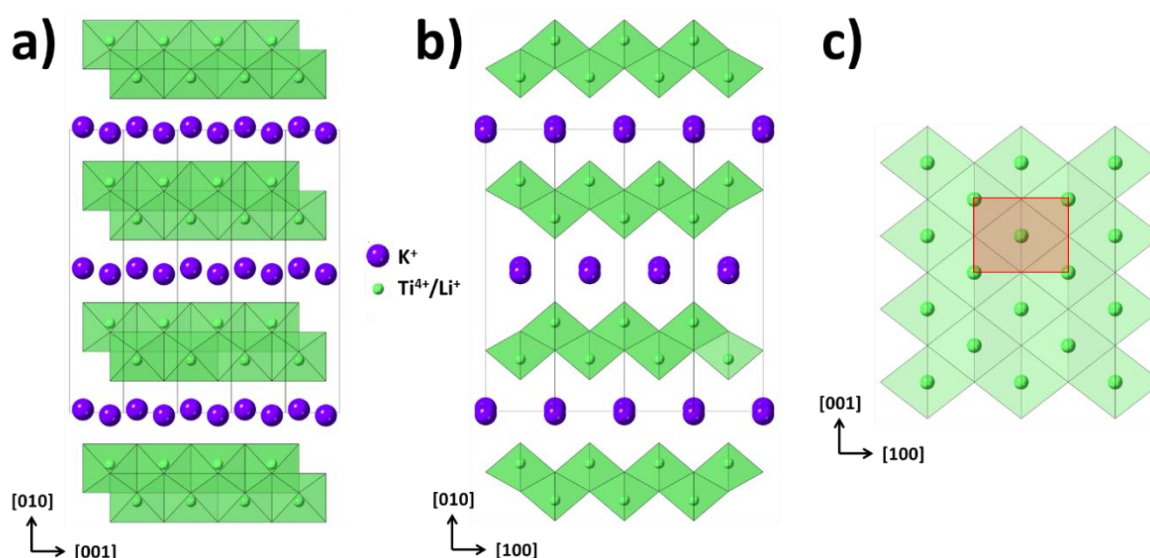 a)
b)
c)
K⁺
Ti⁴⁺/Li⁺
[001]
[100]
[010]
[001]
[010]
[100]